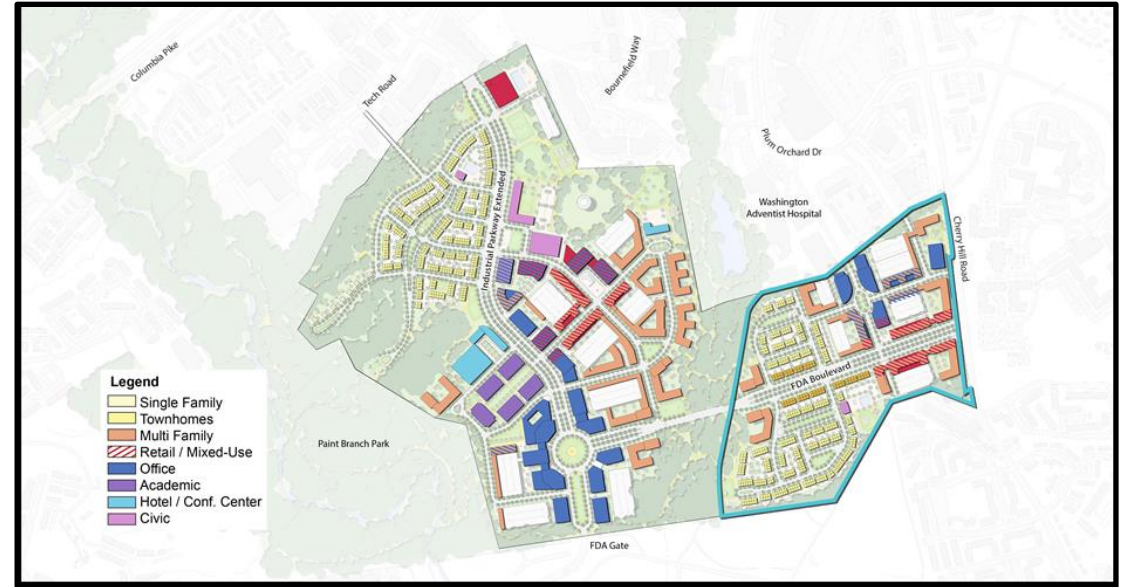 Columbia Pike
Tech Road
Bournefield Way
Plum Orchard Dr
Washington
Adventist Hospital
Cherry Hill Road
Industrial Parkway Extended
FDA Boulevard
Legend
Single Family
Townhomes
Multi Family
Retail / Mixed-Use
Office
Academic
Hotel / Conf. Center
Civic
Paint Branch Park
FDA Gate